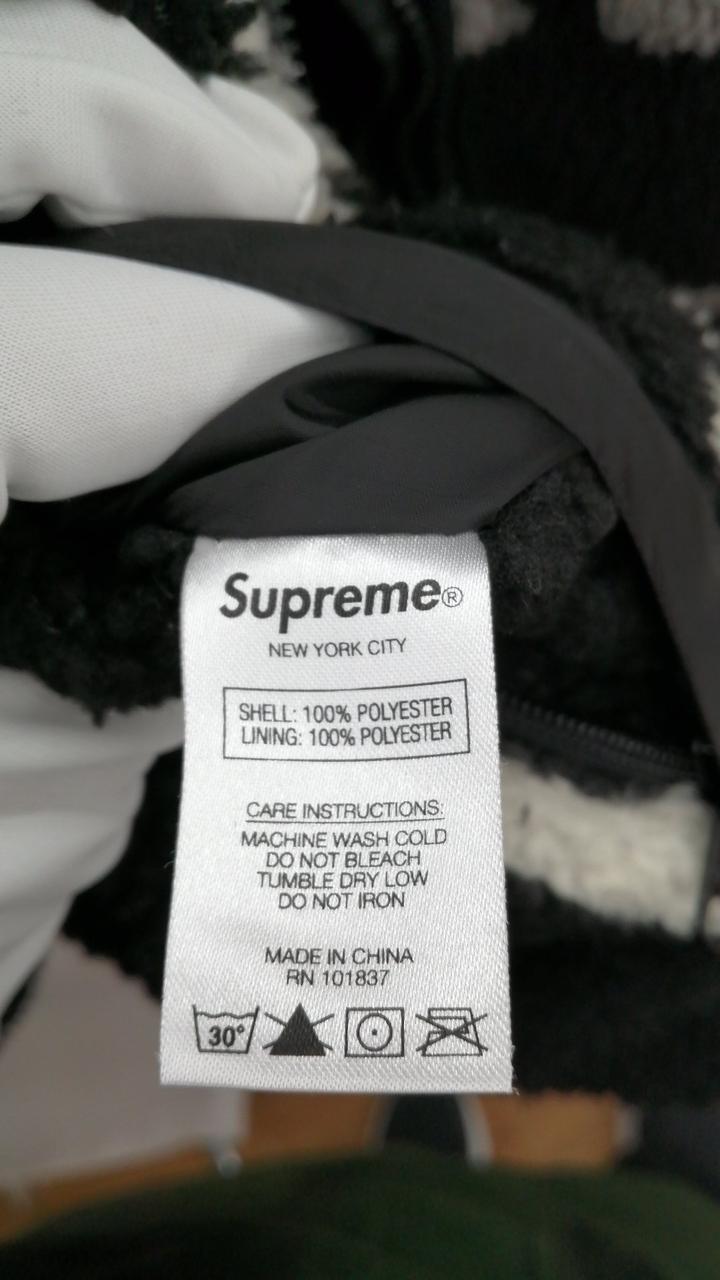 Supreme®
NEW YORK CITY
SHELL: 100% POLYESTER
LINING: 100% POLYESTER
CARE INSTRUCTIONS:
MACHINE WASH COLD
DO NOT BLEACH
TUMBLE DRY LOW
DO NOT IRON
MADE IN CHINA
RN 101837
30°